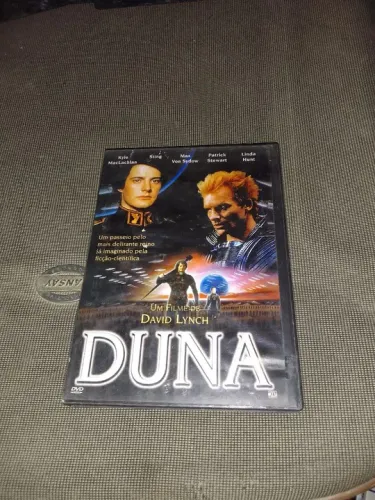 Kyle Sting Max Patrick Linda
MacLachlan Von Sydow Stewart Hunt
Um passeio pelo
mais delirante reino
já imaginado pela
ficção-científica
UM FILME DE
DAVID LYNCH
DUNA
DVD
ANSAY